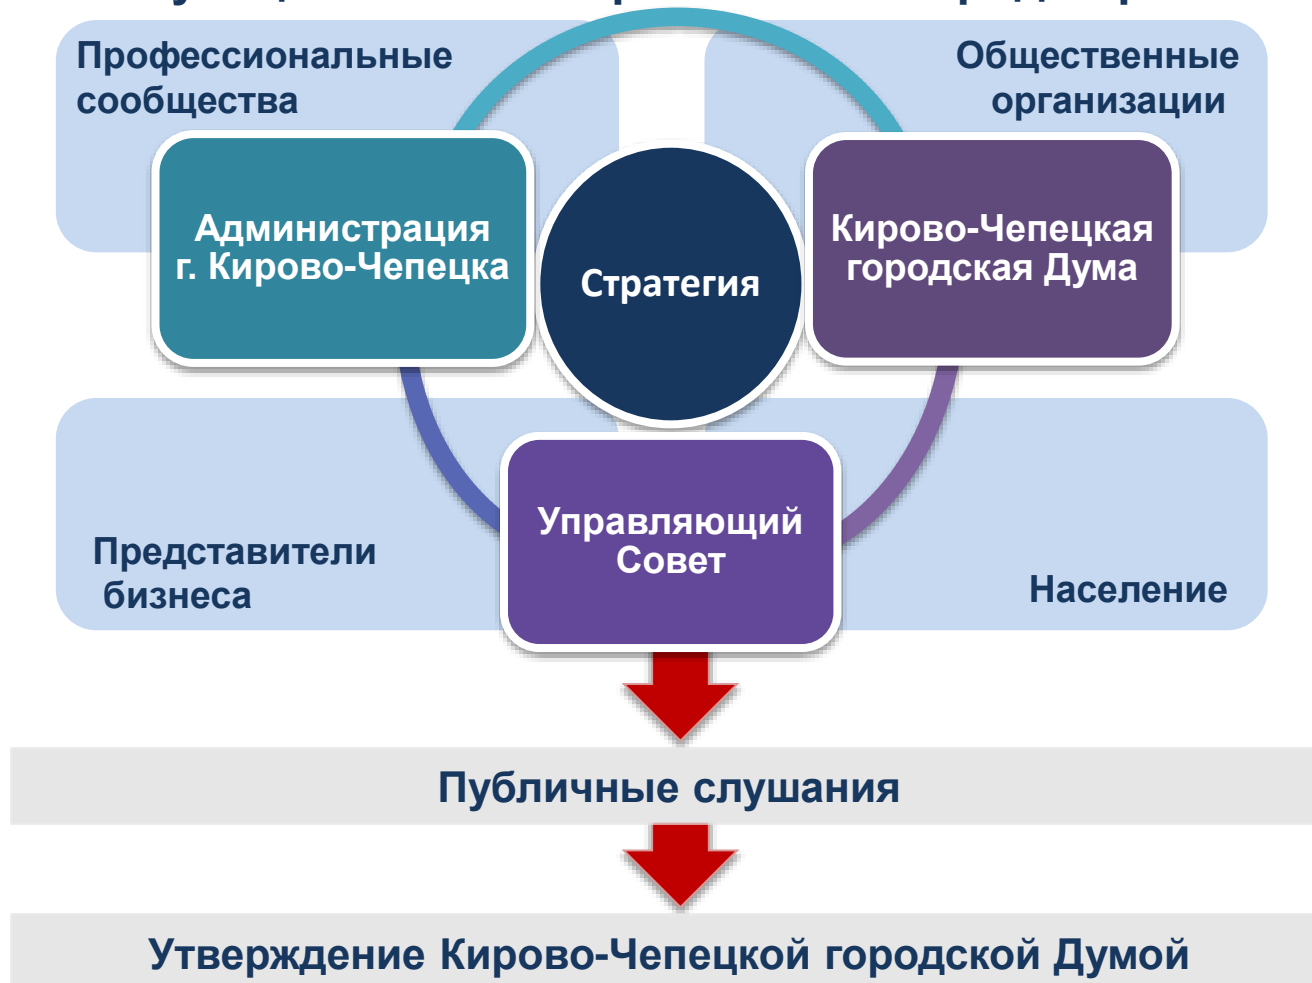 Профессиональные
сообщества
Общественные
организации
Администрация
г. Кирово-Чепецка
Стратегия
Кирово-Чепецкая
городская Дума
Представители
бизнеса
Управляющий
Совет
Население
Публичные слушания
Утверждение Кирово-Чепецкой городской Думой